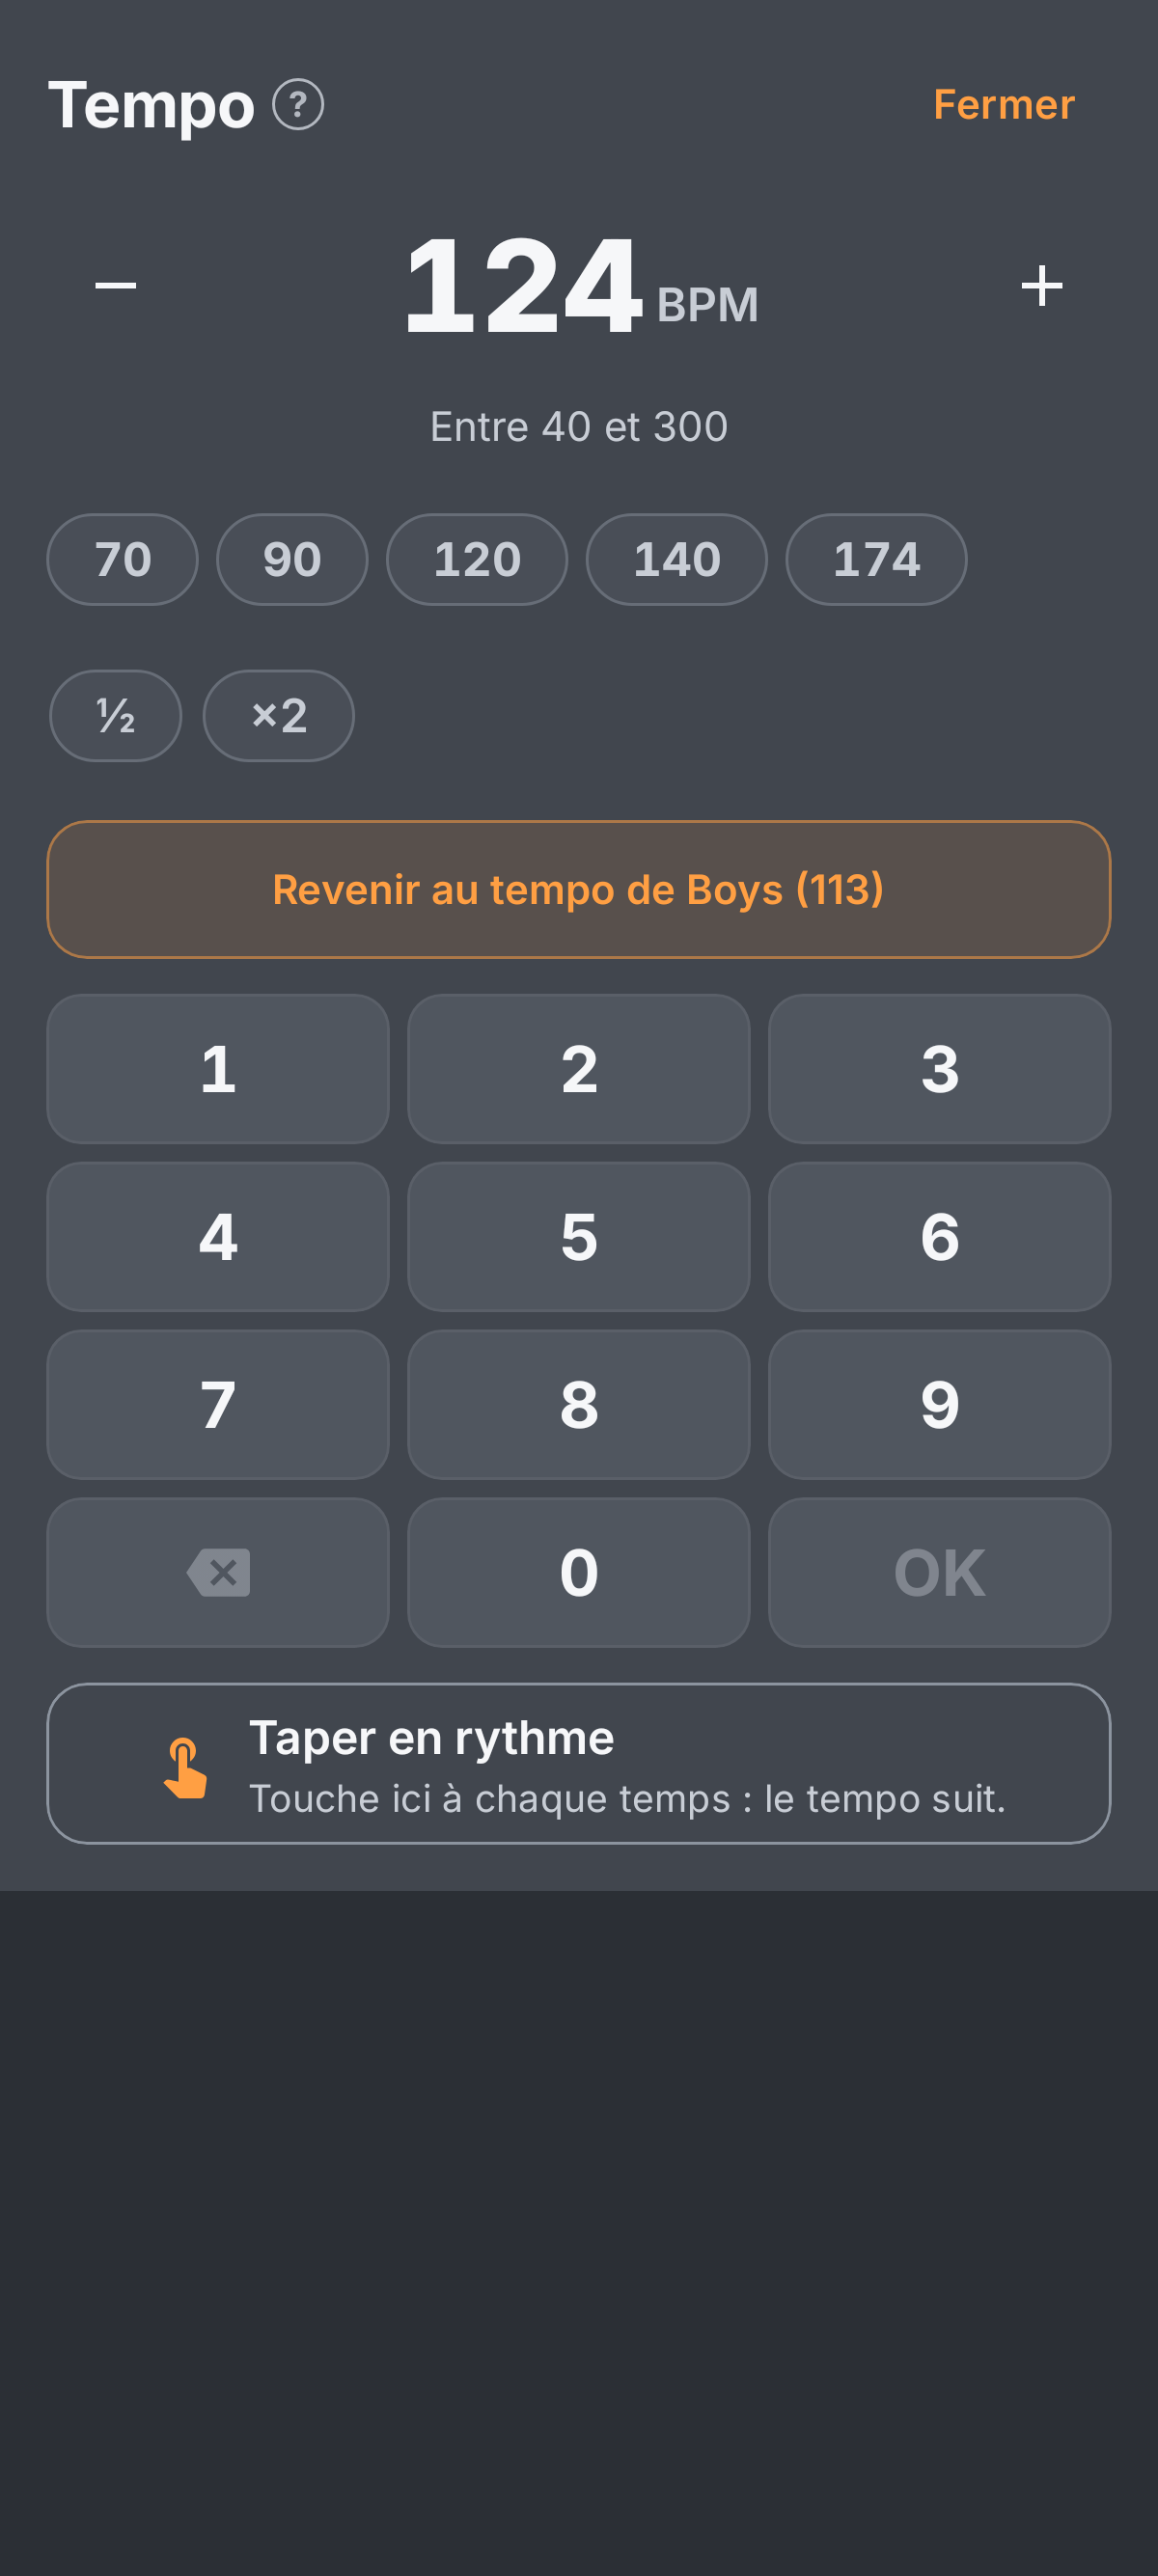 Tempo ?
Fermer
− 124 BPM +
Entre 40 et 300
70 90 120 140 174
½ ×2
Revenir au tempo de Boys (113)
1 2 3
4 5 6
7 8 9
0 OK
Taper en rythme
Touche ici à chaque temps : le tempo suit.